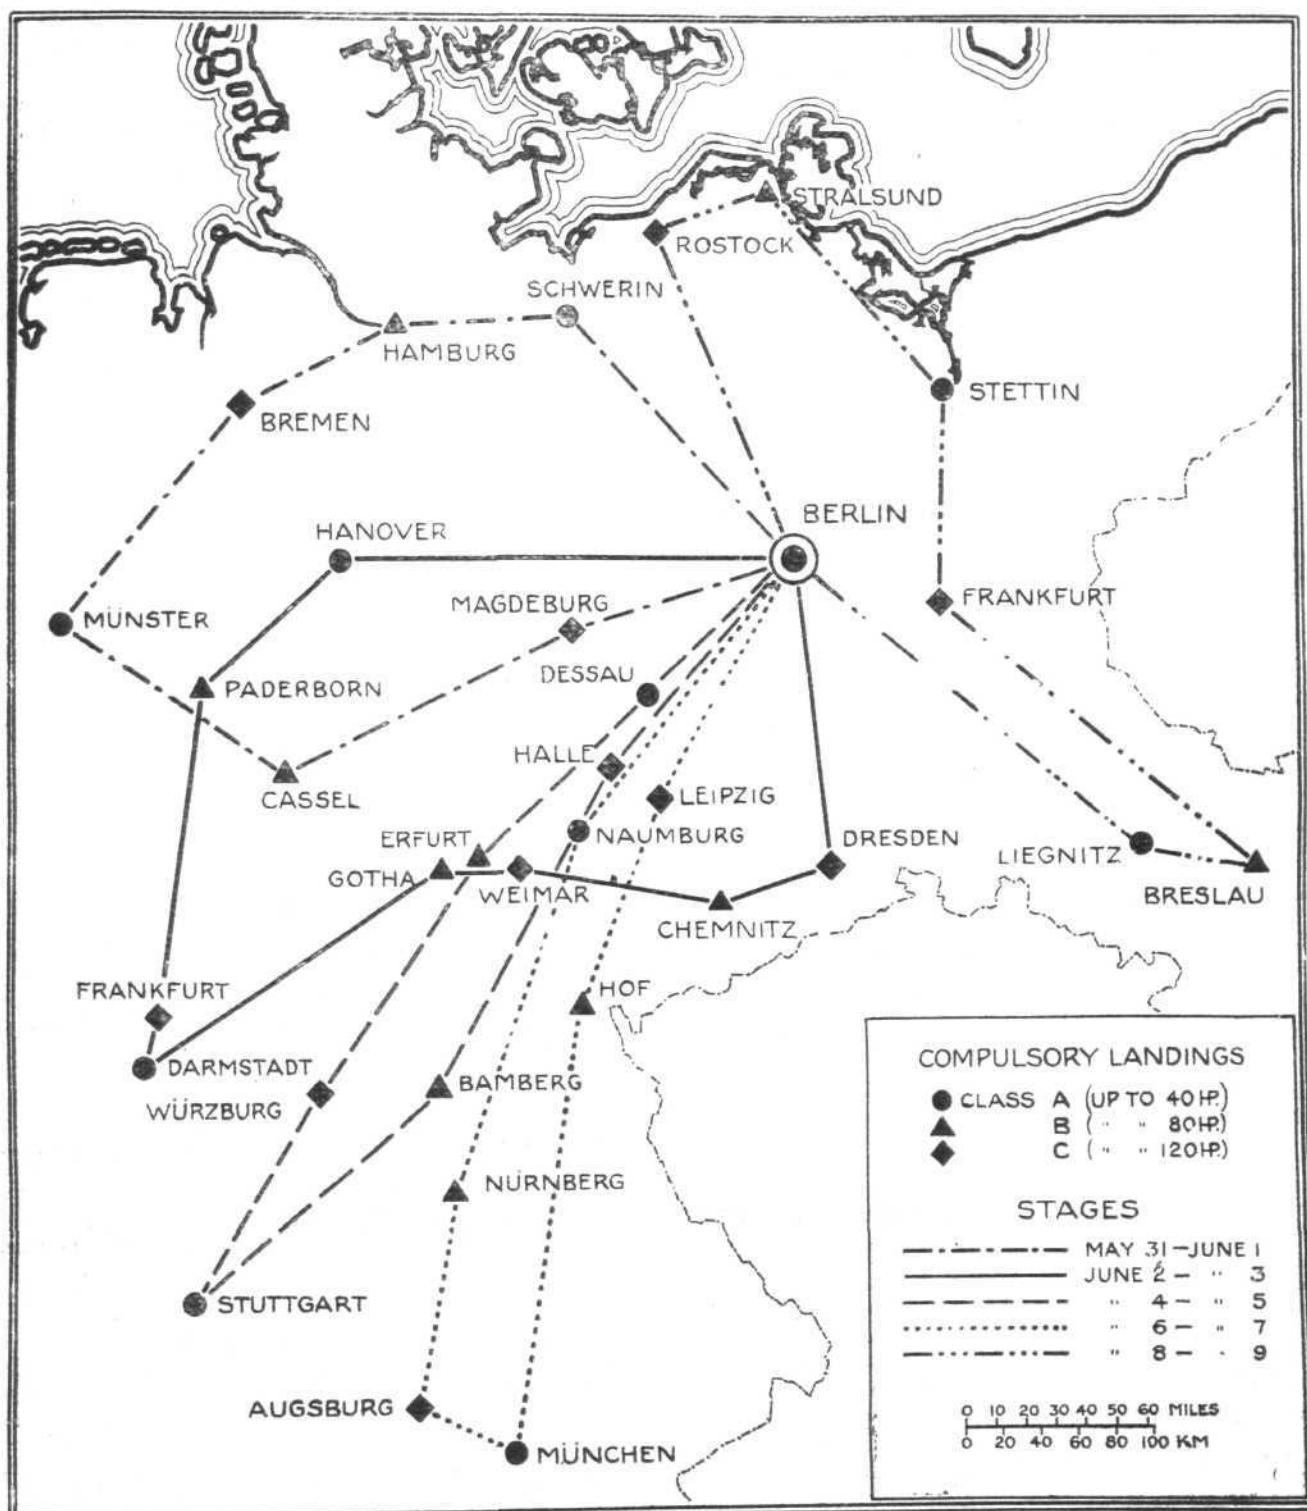 STRALSUND
ROSTOCK
SCHWERIN
HAMBURG
STETTIN
BREMEN
BERLIN
HANOVER
FRANKFURT
MAGDEBURG
MÜNSTER
DESSAU
PADERBORN
HALLE
CASSEL
LEIPZIG
ERFURT
NAUMBURG
DRESDEN
LIEGNITZ
GOTHA
WEIMAR
BRESLAU
CHEMNITZ
FRANKFURT
HOF
DARMSTADT
BAMBERG
WÜRZBURG
NÜRNBERG
STUTTGART
AUGSBURG
MÜNCHEN
COMPULSORY LANDINGS
CLASS A (UP TO 40 HP.)
B ( " " 80 HP.)
C ( " " 120 HP.)
STAGES
MAY 31 – JUNE 1
JUNE 2 – " 3
" 4 – " 5
" 6 – " 7
" 8 – " 9
0 10 20 30 40 50 60 MILES
0 20 40 60 80 100 KM